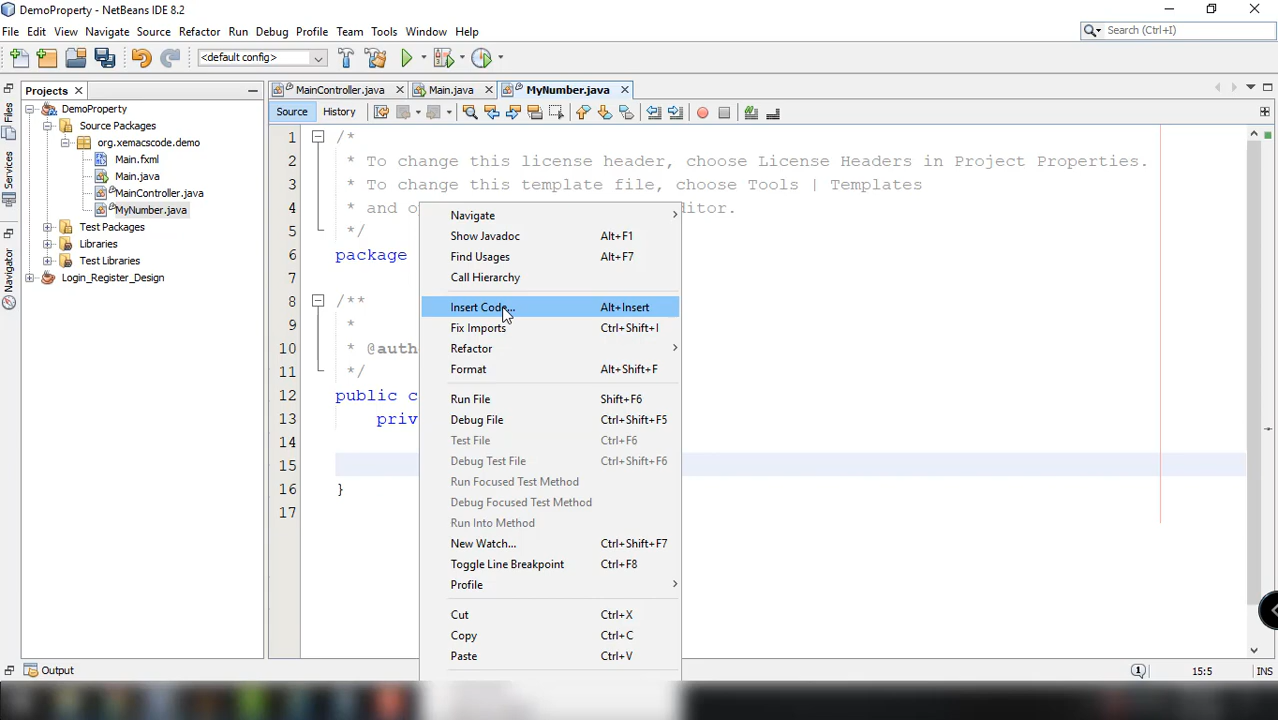 DemoProperty - NetBeans IDE 8.2
File Edit View Navigate Source Refactor Run Debug Profile Team Tools Window Help
Search (Ctrl+I)
<default config>
Projects
MainController.java
Main.java
MyNumber.java
Source
History
Files
Services
Navigator
DemoProperty
Source Packages
org.xemacscode.demo
Main.fxml
Main.java
MainController.java
MyNumber.java
Test Packages
Libraries
Test Libraries
Login_Register_Design
1 /*
2 * To change this license header, choose License Headers in Project Properties.
3 * To change this template file, choose Tools | Templates
4 * and o ditor.
5 */
6 package
7
8 /**
9 *
10 * @auth
11 */
12 public c
13 priv
14
15
16 }
17
Navigate
Show Javadoc Alt+F1
Find Usages Alt+F7
Call Hierarchy
Insert Code... Alt+Insert
Fix Imports Ctrl+Shift+I
Refactor
Format Alt+Shift+F
Run File Shift+F6
Debug File Ctrl+Shift+F5
Test File Ctrl+F6
Debug Test File Ctrl+Shift+F6
Run Focused Test Method
Debug Focused Test Method
Run Into Method
New Watch... Ctrl+Shift+F7
Toggle Line Breakpoint Ctrl+F8
Profile
Cut Ctrl+X
Copy Ctrl+C
Paste Ctrl+V
Output
1
15:5
INS